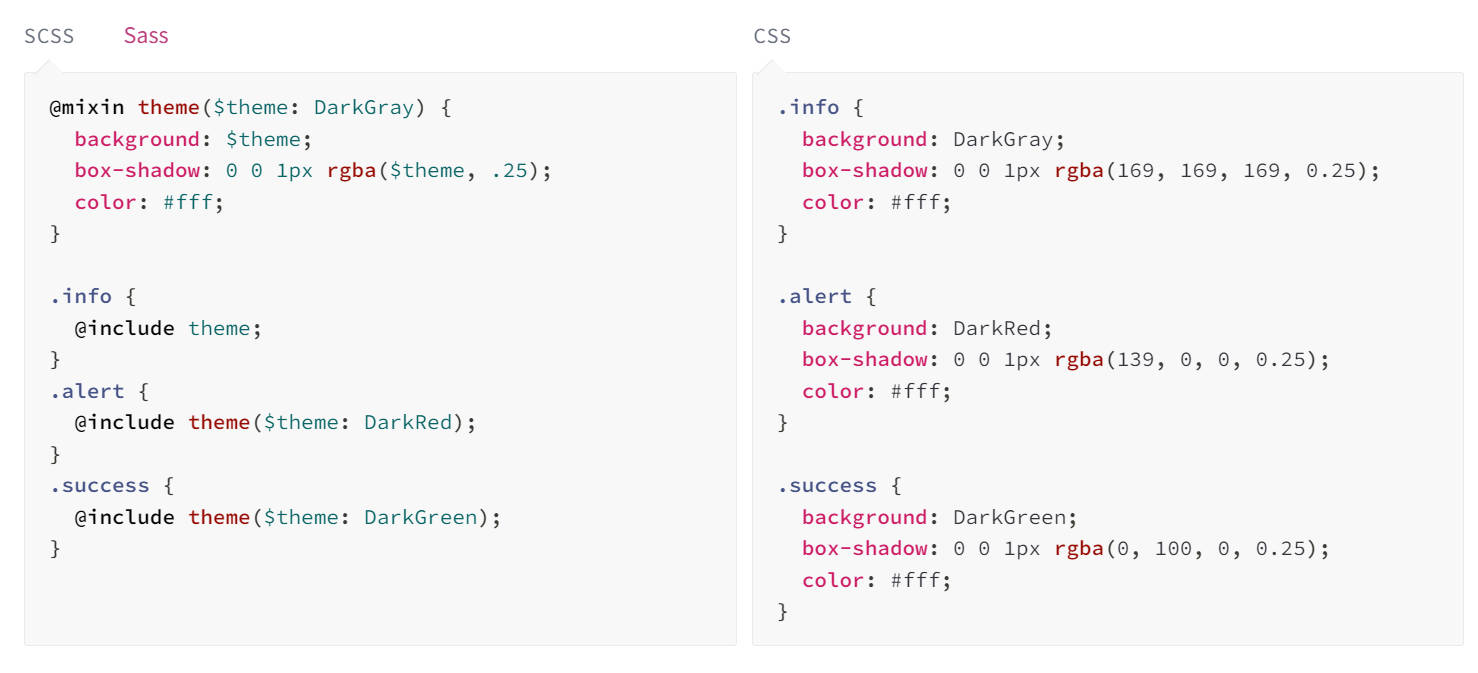 SCSS Sass
@mixin theme($theme: DarkGray) {
  background: $theme;
  box-shadow: 0 0 1px rgba($theme, .25);
  color: #fff;
}

.info {
  @include theme;
}
.alert {
  @include theme($theme: DarkRed);
}
.success {
  @include theme($theme: DarkGreen);
}

CSS
.info {
  background: DarkGray;
  box-shadow: 0 0 1px rgba(169, 169, 169, 0.25);
  color: #fff;
}

.alert {
  background: DarkRed;
  box-shadow: 0 0 1px rgba(139, 0, 0, 0.25);
  color: #fff;
}

.success {
  background: DarkGreen;
  box-shadow: 0 0 1px rgba(0, 100, 0, 0.25);
  color: #fff;
}